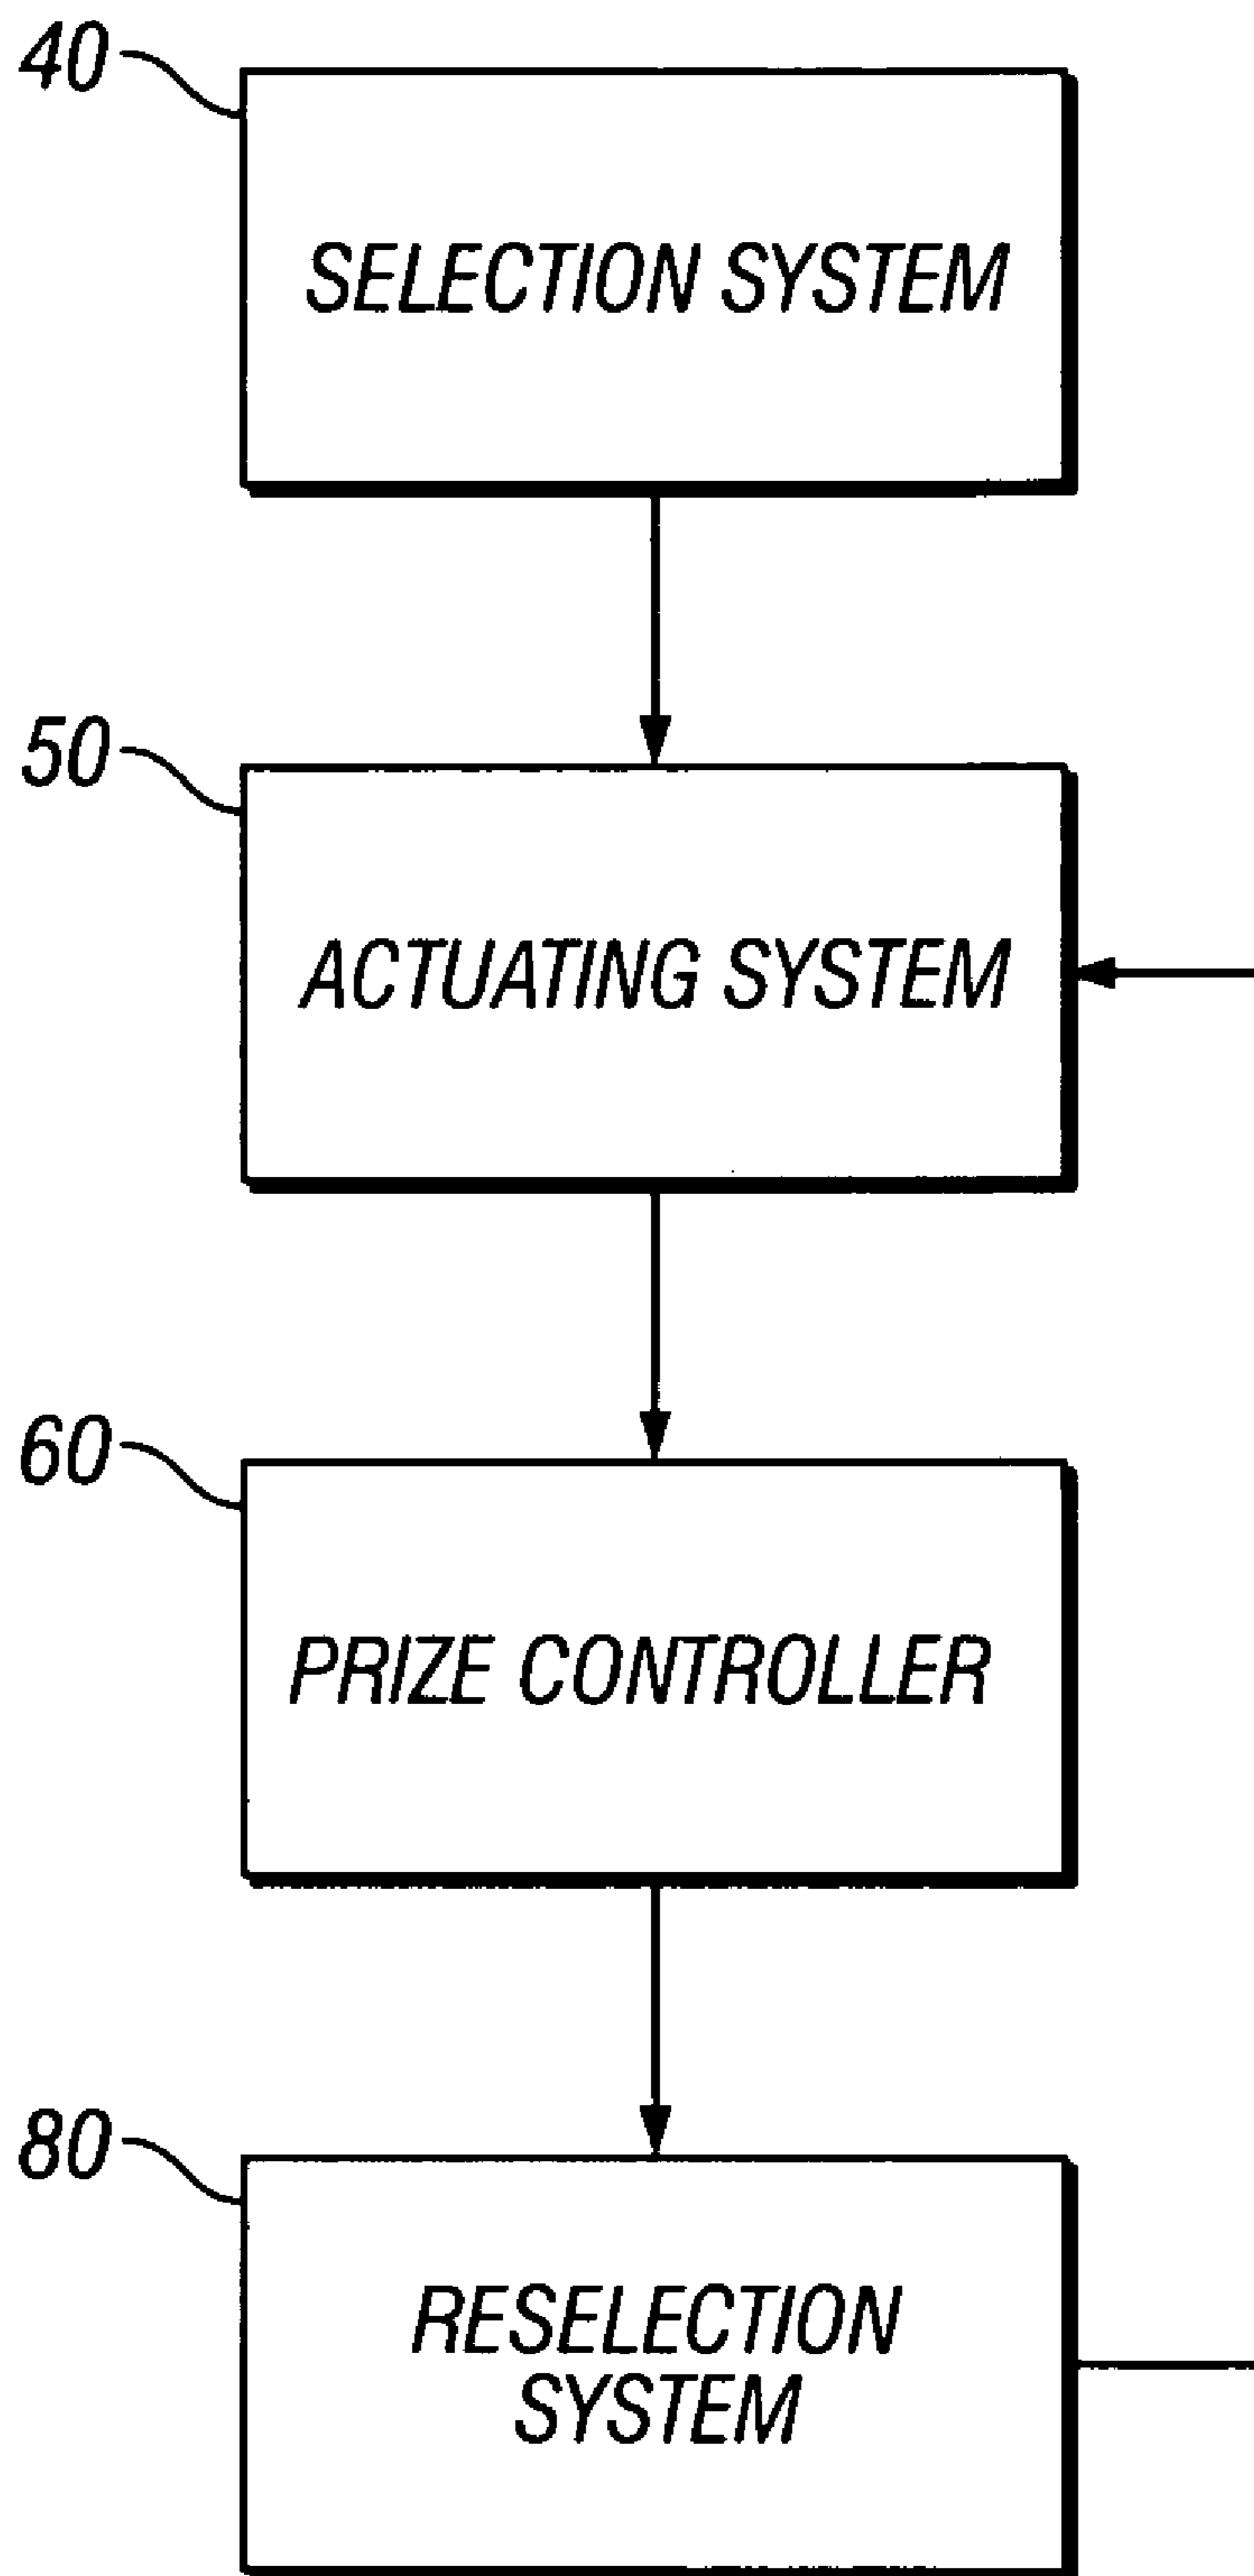 40
SELECTION SYSTEM
50
ACTUATING SYSTEM
60
PRIZE CONTROLLER
80
RESELECTION
SYSTEM